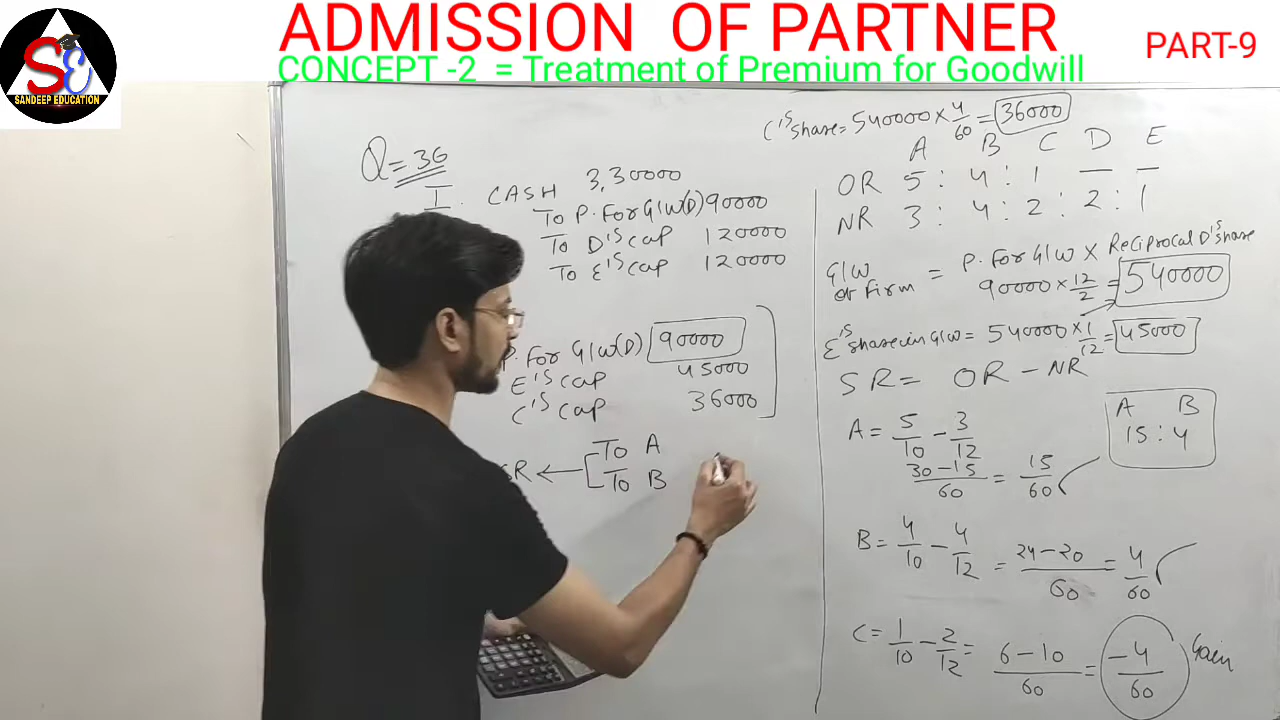 ADMISSION OF PARTNER
PART-9
CONCEPT -2 = Treatment of Premium for Goodwill
SE
SANDEEP EDUCATION
Q=36
I. CASH 3,30000
To P. For G/W(D) 90000
To D'S cap 120000
To E'S cap 120000
P. For G/W(D) 90000
E'S cap 45000
C'S cap 36000
SR ← To A
To B
C'S share = 540000 × 4/60 = 36000
A B C D E
OR 5 : 4 : 1 — —
NR 3 : 4 : 2 : 2 : 1
G/W of Firm = P. For G/W × Reciprocal D'S share
90000 × 12/2 = 540000
E'S share in G/W = 540000 × 1/12 = 45000
SR = OR - NR
A B
15 : 4
A = 5/10 - 3/12
30-15/60 = 15/60
B = 4/10 - 4/12 = 24-20/60 = 4/60
C = 1/10 - 2/12 = 6-10/60 = -4/60 Gain